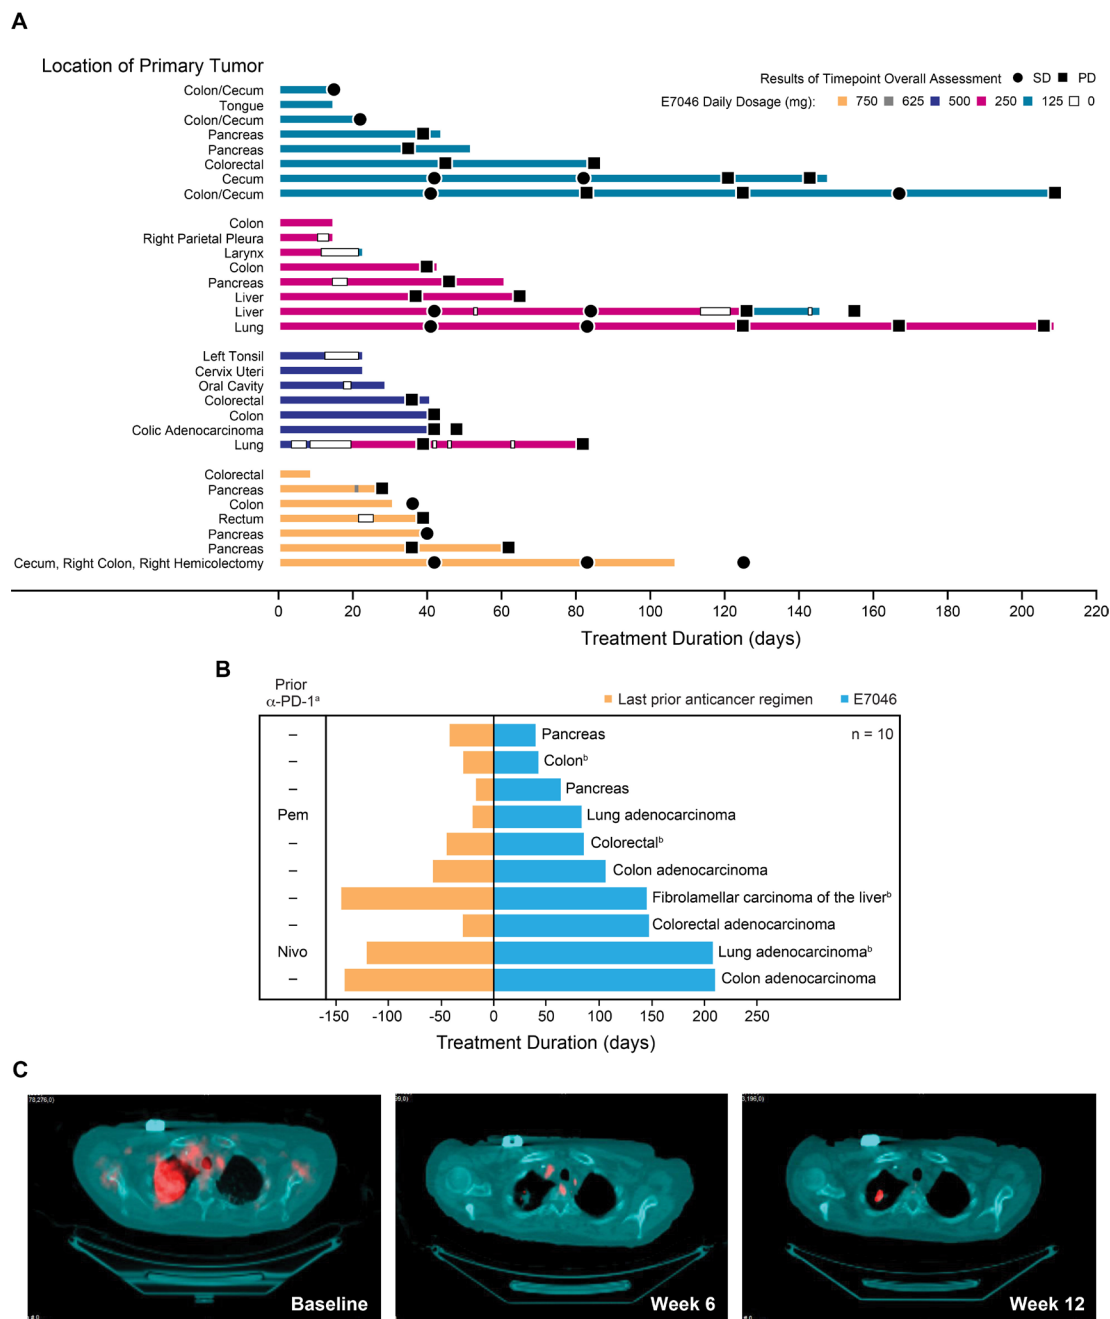 A
Location of Primary Tumor
Results of Timepoint Overall Assessment SD PD
E7046 Daily Dosage (mg): 750 625 500 250 125 0
Colon/Cecum
Tongue
Colon/Cecum
Pancreas
Pancreas
Colorectal
Cecum
Colon/Cecum
Colon
Right Parietal Pleura
Larynx
Colon
Pancreas
Liver
Liver
Lung
Left Tonsil
Cervix Uteri
Oral Cavity
Colorectal
Colon
Colic Adenocarcinoma
Lung
Colorectal
Pancreas
Colon
Rectum
Pancreas
Pancreas
Cecum, Right Colon, Right Hemicolectomy
0 20 40 60 80 100 120 140 160 180 200 220
Treatment Duration (days)
B
Prior
α-PD-1ᵃ
Last prior anticancer regimen E7046
n = 10
– Pancreas
– Colonᵇ
– Pancreas
Pem Lung adenocarcinoma
– Colorectalᵇ
– Colon adenocarcinoma
– Fibrolamellar carcinoma of the liverᵇ
– Colorectal adenocarcinoma
Nivo Lung adenocarcinomaᵇ
– Colon adenocarcinoma
-150 -100 -50 0 50 100 150 200 250
Treatment Duration (days)
C
Baseline
Week 6
Week 12